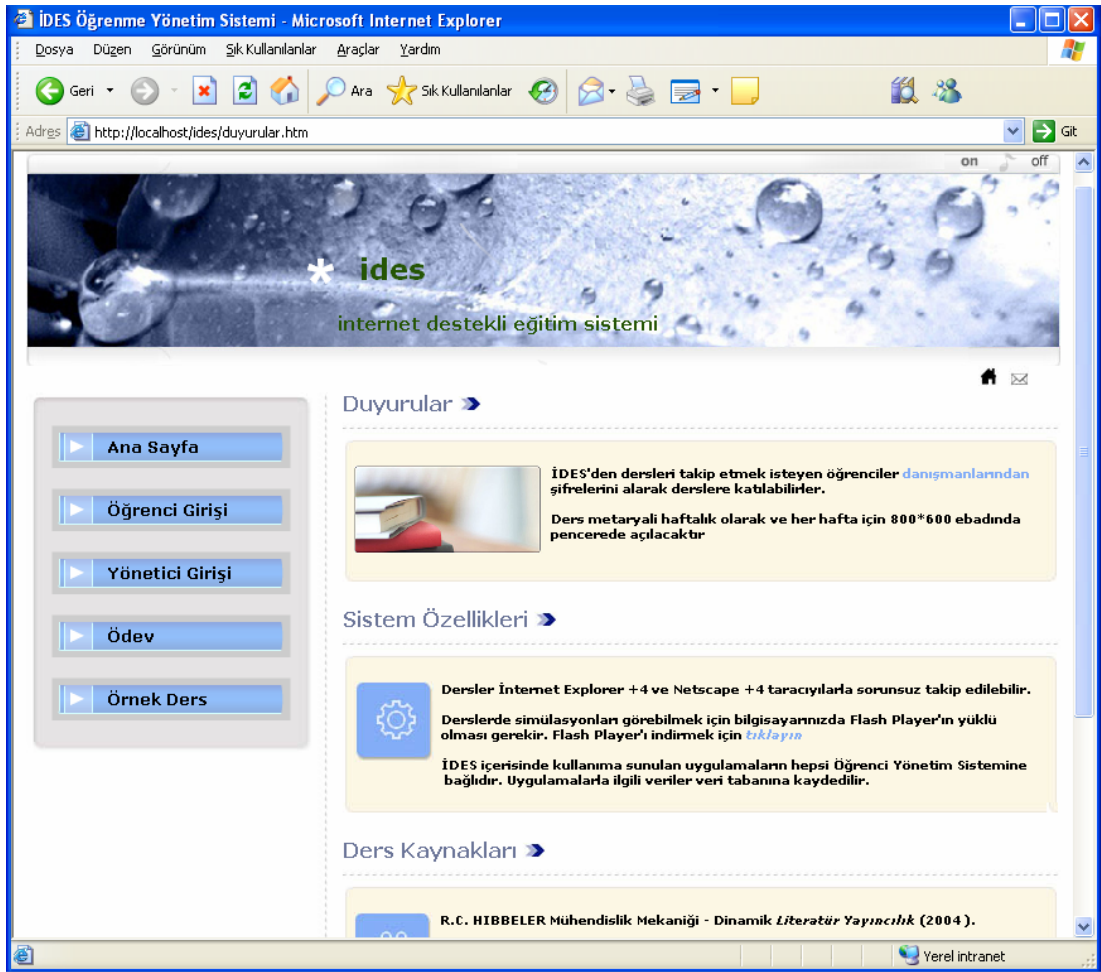 İDES Öğrenme Yönetim Sistemi - Microsoft Internet Explorer
Dosya Düzen Görünüm Sık Kullanılanlar Araçlar Yardım
Geri Ara Sık Kullanılanlar
Adres http://localhost/ides/duyurular.htm Git
on off
* ides
internet destekli eğitim sistemi
Ana Sayfa
Öğrenci Girişi
Yönetici Girişi
Ödev
Örnek Ders
Duyurular
İDES'den dersleri takip etmek isteyen öğrenciler danışmanlarından
şifrelerini alarak derslere katılabilirler.
Ders metaryali haftalık olarak ve her hafta için 800*600 ebadında
pencerede açılacaktır
Sistem Özellikleri
Dersler İnternet Explorer +4 ve Netscape +4 taracıyılarla sorunsuz takip edilebilir.
Derslerde simülasyonları görebilmek için bilgisayarınızda Flash Player'ın yüklü
olması gerekir. Flash Player'ı indirmek için tıklayın
İDES içerisinde kullanıma sunulan uygulamaların hepsi Öğrenci Yönetim Sistemine
bağlıdır. Uygulamalarla ilgili veriler veri tabanına kaydedilir.
Ders Kaynakları
R.C. HIBBELER Mühendislik Mekaniği - Dinamik Literatür Yayıncılık (2004).
Yerel intranet